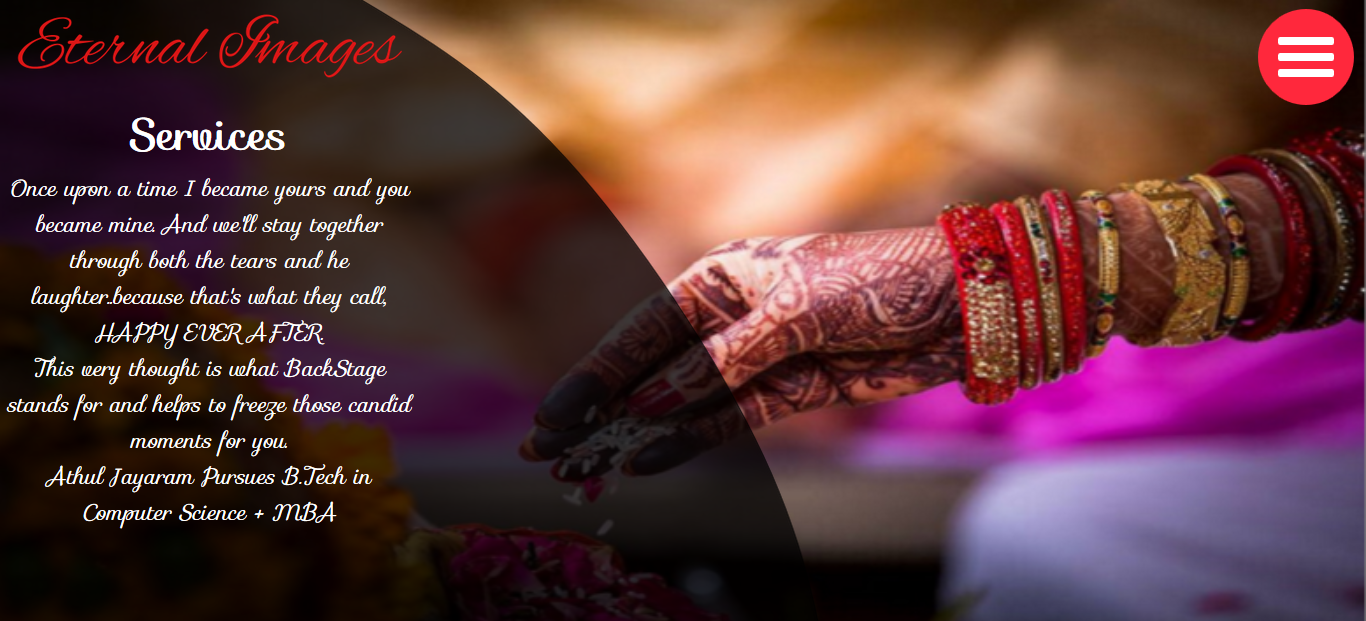 Eternal Images
Services
Once upon a time I became yours and you
became mine. And we'll stay together
through both the tears and he
laughter.because that's what they call,
HAPPY EVER AFTER.
This very thought is what BackStage
stands for and helps to freeze those candid
moments for you.
Athul Jayaram Pursues B.Tech in
Computer Science + MBA